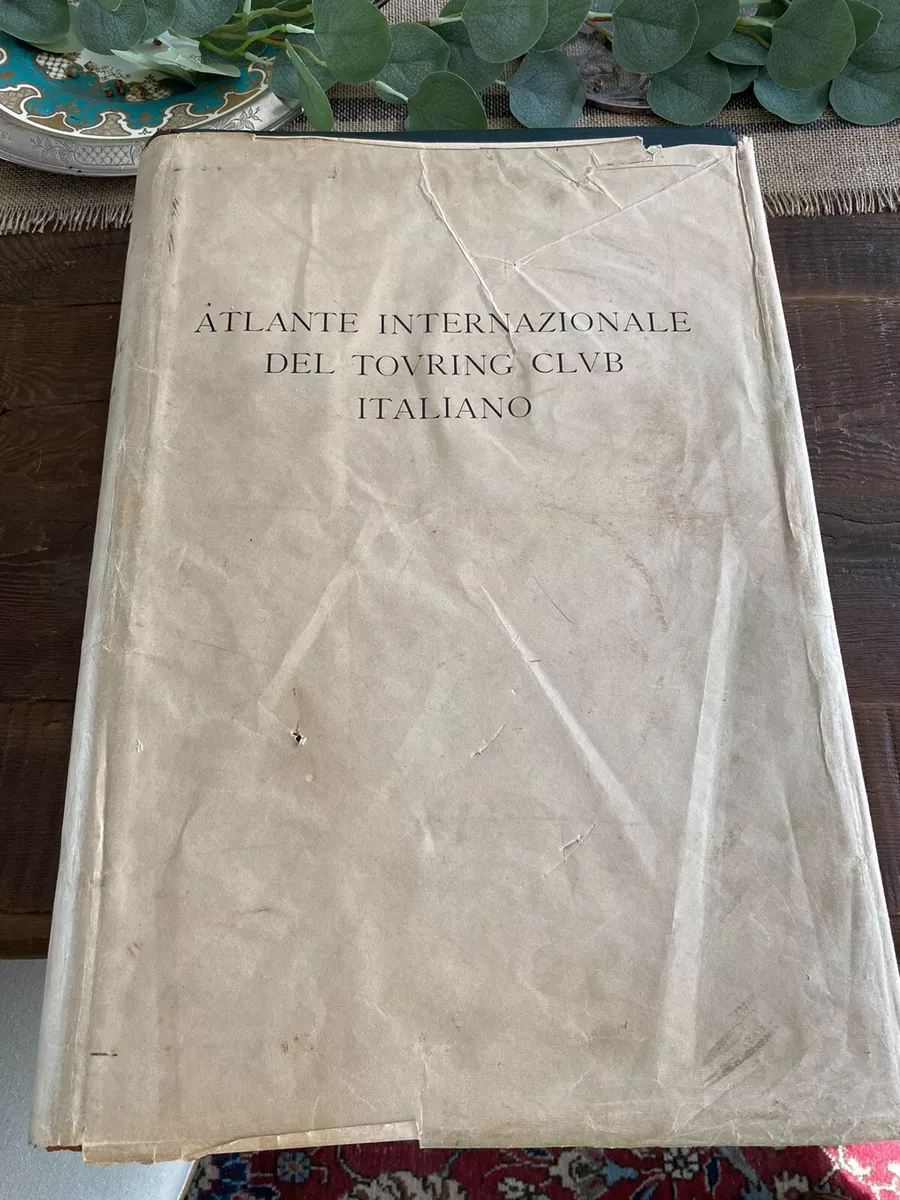 ATLANTE INTERNAZIONALE
DEL TOVRING CLVB
ITALIANO